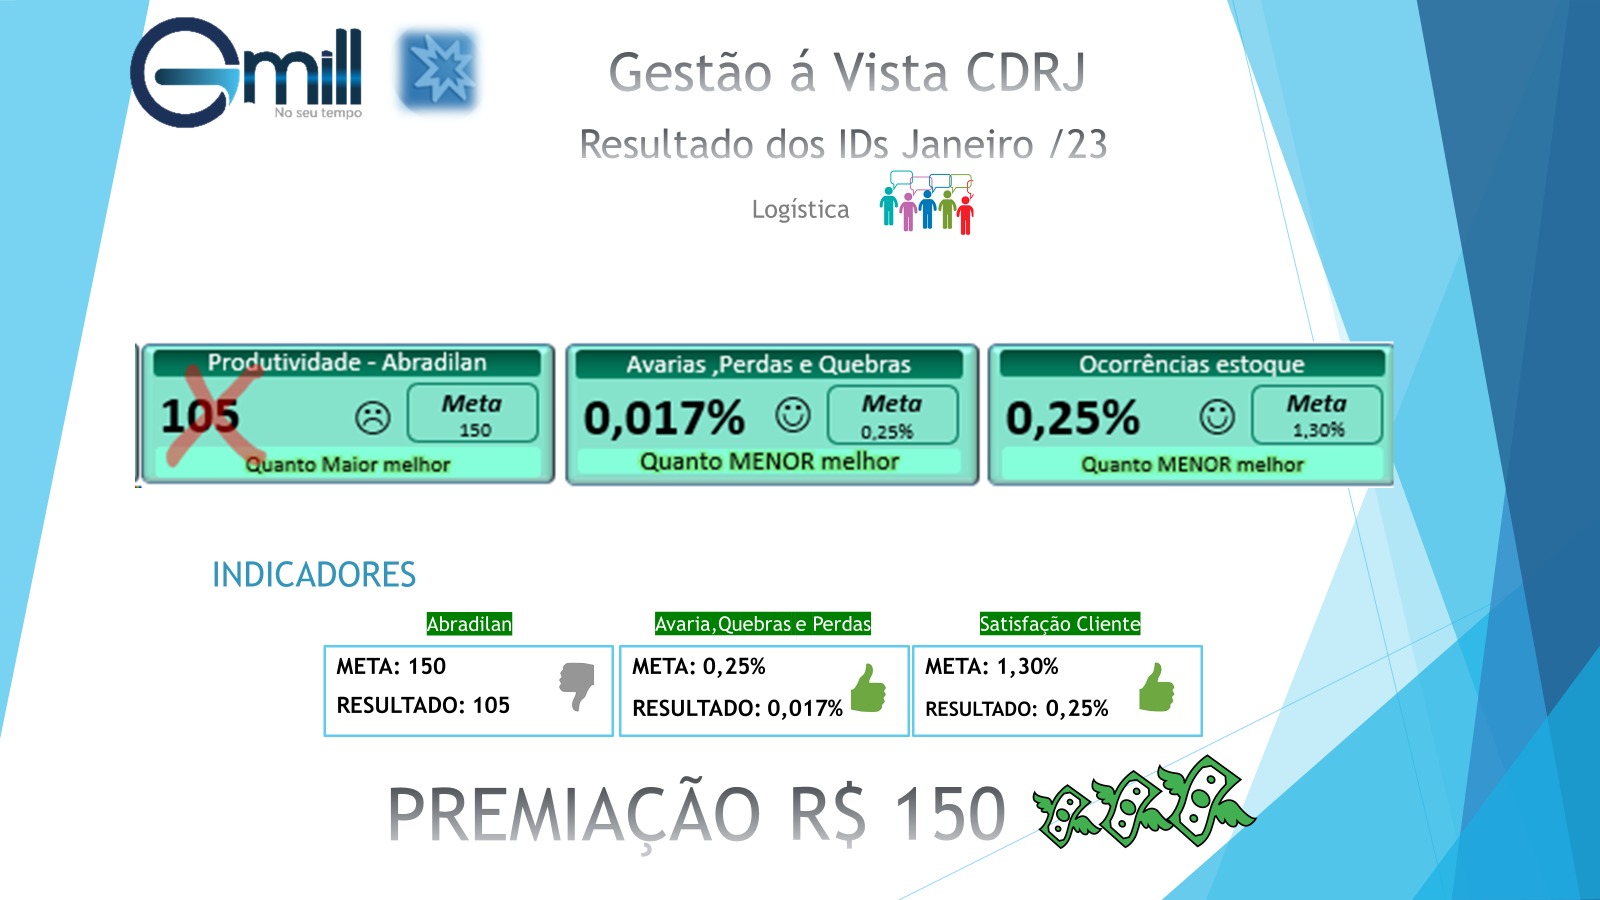 Gmill
No seu tempo
Gestão á Vista CDRJ
Resultado dos IDs Janeiro /23
Logística
Produtividade - Abradilan
105
Meta
150
Quanto Maior melhor
Avarias ,Perdas e Quebras
0,017%
Meta
0,25%
Quanto MENOR melhor
Ocorrências estoque
0,25%
Meta
1,30%
Quanto MENOR melhor
INDICADORES
Abradilan
META: 150
RESULTADO: 105
Avaria,Quebras e Perdas
META: 0,25%
RESULTADO: 0,017%
Satisfação Cliente
META: 1,30%
RESULTADO: 0,25%
PREMIAÇÃO R$ 150